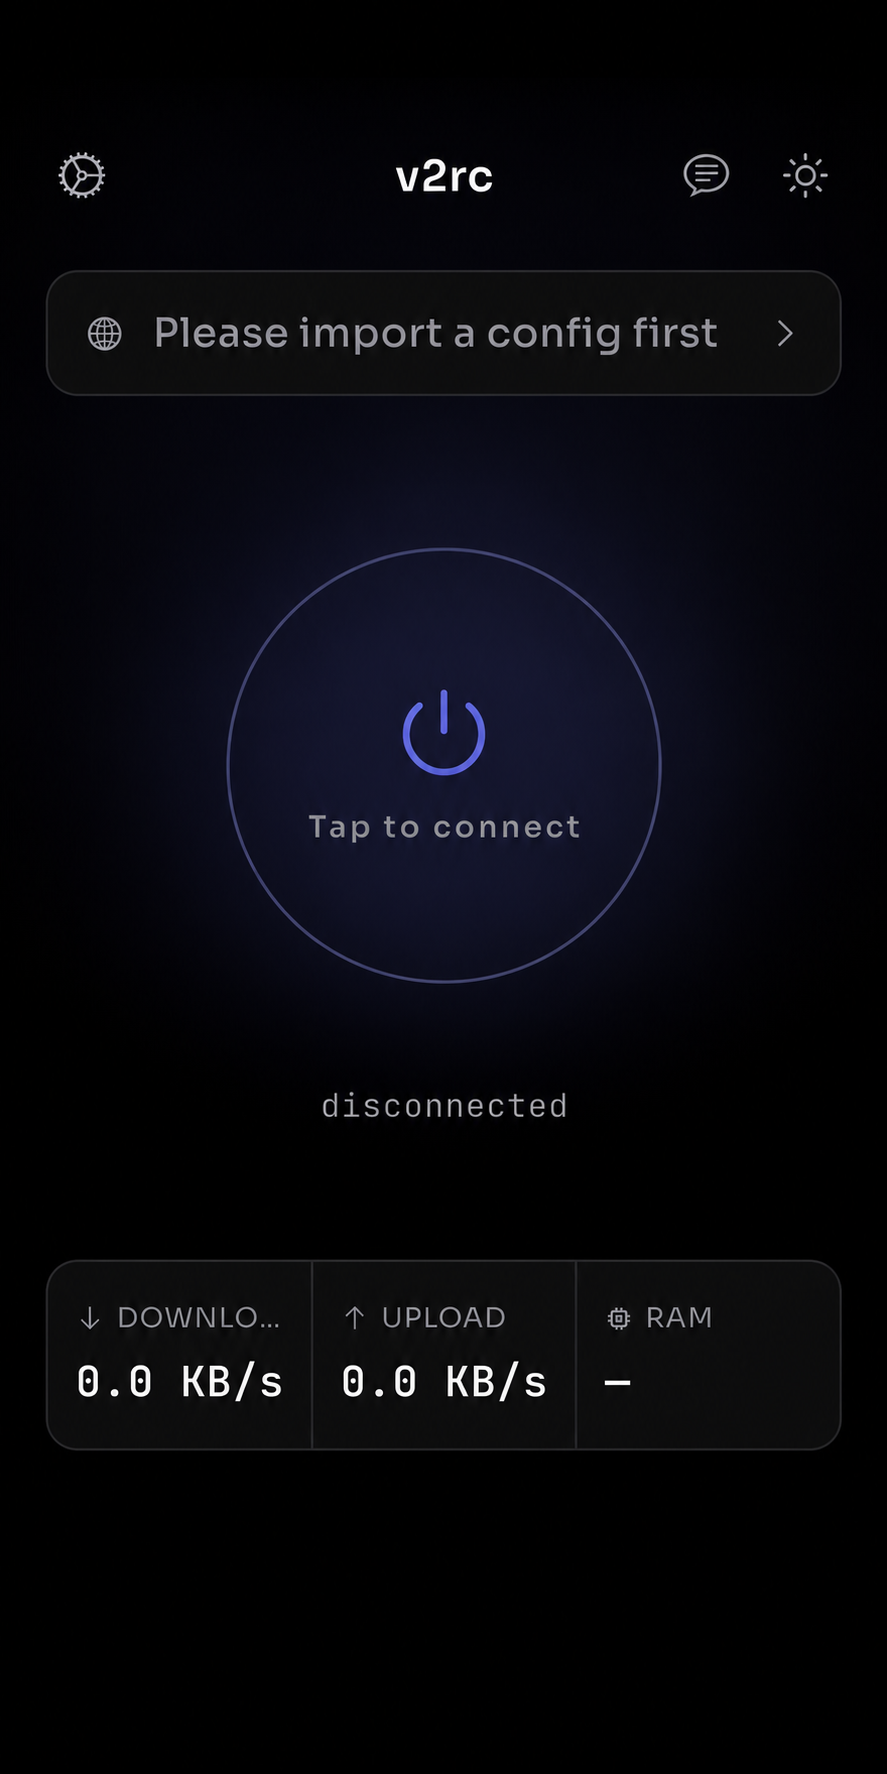 v2rc
Please import a config first
Tap to connect
disconnected
DOWNLO...
UPLOAD
RAM
0.0 KB/s
0.0 KB/s
—